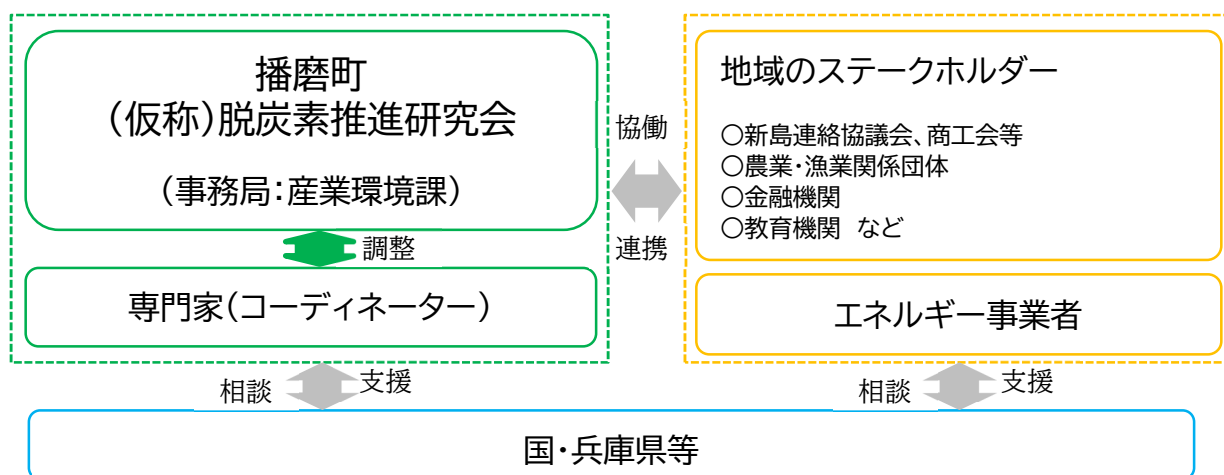 播磨町
(仮称)脱炭素推進研究会
(事務局:産業環境課)
調整
専門家(コーディネーター)
協働
連携
地域のステークホルダー
○新島連絡協議会、商工会等
○農業・漁業関係団体
○金融機関
○教育機関 など
エネルギー事業者
相談
支援
相談
支援
国・兵庫県等